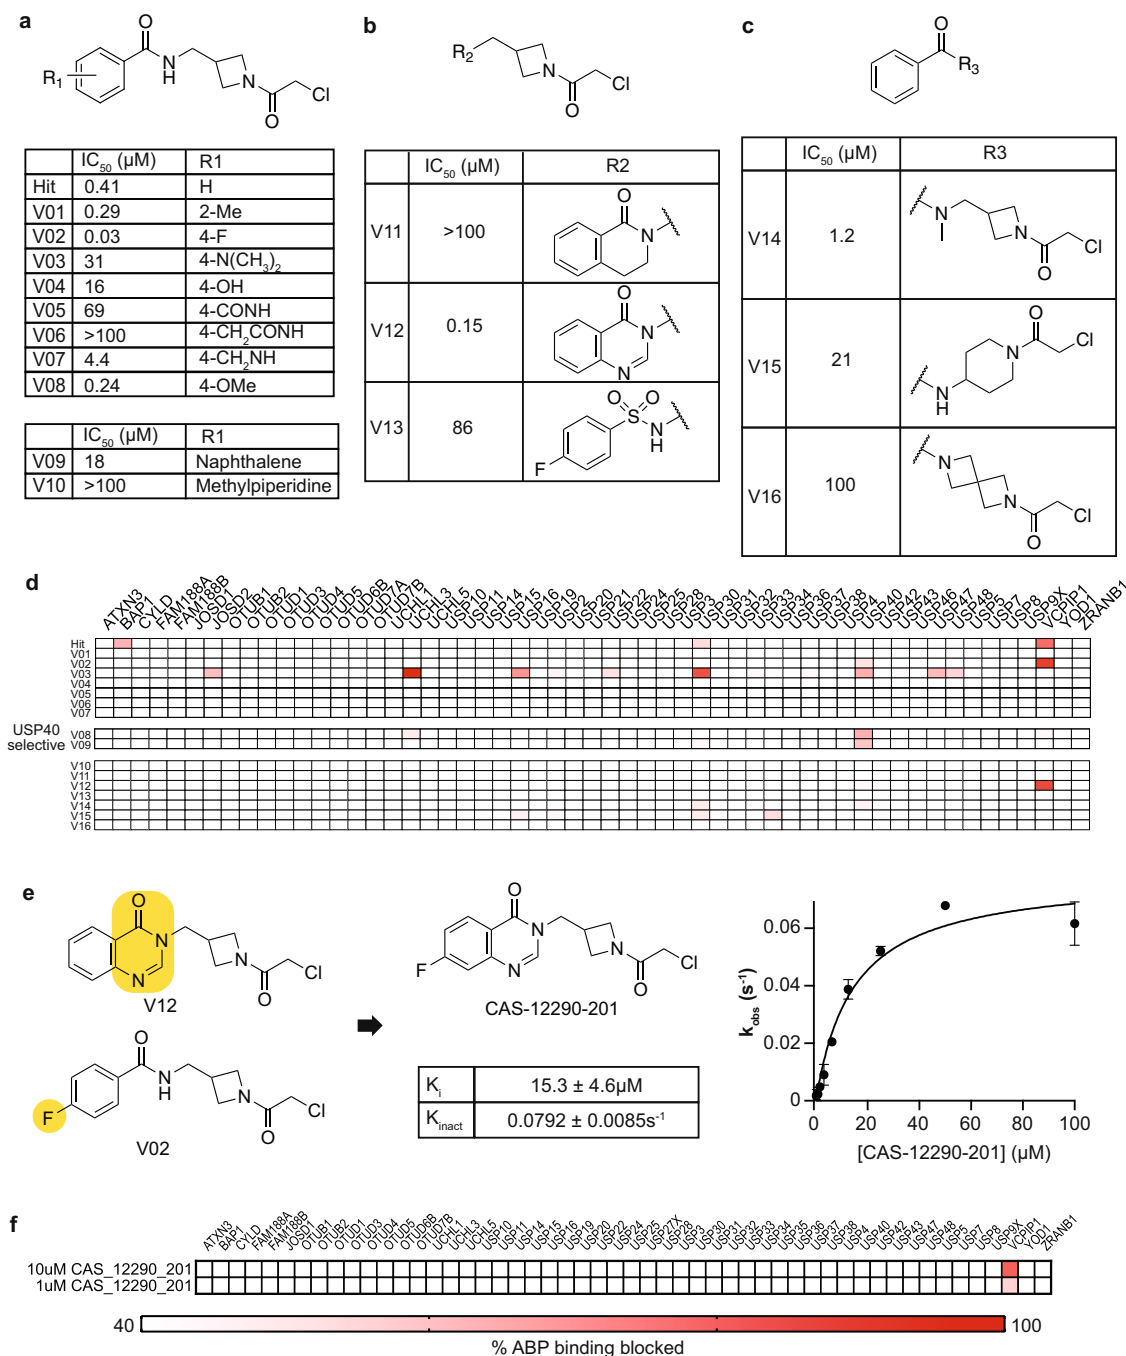 a
O
R1
N
H
N
O
Cl
IC50 (µM) R1
Hit 0.41 H
V01 0.29 2-Me
V02 0.03 4-F
V03 31 4-N(CH3)2
V04 16 4-OH
V05 69 4-CONH
V06 >100 4-CH2CONH
V07 4.4 4-CH2NH
V08 0.24 4-OMe
IC50 (µM) R1
V09 18 Naphthalene
V10 >100 Methylpiperidine
b
R2
N
O
Cl
IC50 (µM) R2
V11 >100
O
N
V12 0.15
O
N
N
V13 86
O O
S
N
H
F
c
O
R3
IC50 (µM) R3
V14 1.2
N
N
O
Cl
V15 21
O
Cl
N
N
H
V16 100
N
N
O
Cl
d
ATXN3 BAP1 CYLD FAM188A FAM188B JOSD1 JOSD2 OTUB1 OTUB2 OTUD1 OTUD3 OTUD4 OTUD5 OTUD6B OTUD7A OTUD7B UCHL1 UCHL3 UCHL5 USP10 USP11 USP14 USP15 USP16 USP19 USP2 USP20 USP21 USP22 USP24 USP25 USP28 USP3 USP30 USP31 USP32 USP33 USP34 USP36 USP37 USP38 USP4 USP40 USP42 USP43 USP46 USP47 USP48 USP5 USP7 USP8 USP9X VCPIP1 YOD1 ZRANB1
Hit
V01
V02
V03
V04
V05
V06
V07
USP40
selective
V08
V09
V10
V11
V12
V13
V14
V15
V16
e
O
N
N
N
O
Cl
V12
O
N
H
N
O
Cl
F
V02
O
N
N
F
N
O
Cl
CAS-12290-201
Ki 15.3 ± 4.6µM
Kinact 0.0792 ± 0.0085s-1
kobs (s-1)
0.06
0.04
0.02
0
0 20 40 60 80 100
[CAS-12290-201] (µM)
f
ATXN3 BAP1 CYLD FAM188A FAM188B JOSD1 OTUB1 OTUB2 OTUD1 OTUD3 OTUD4 OTUD5 OTUD6B OTUD7B UCHL1 UCHL3 UCHL5 USP10 USP11 USP14 USP15 USP16 USP19 USP20 USP22 USP24 USP25 USP27X USP28 USP30 USP31 USP32 USP33 USP34 USP35 USP36 USP37 USP38 USP4 USP40 USP42 USP43 USP47 USP48 USP5 USP7 USP8 USP9X VCPIP1 YOD1 ZRANB1
10uM CAS_12290_201
1uM CAS_12290_201
40 100
% ABP binding blocked